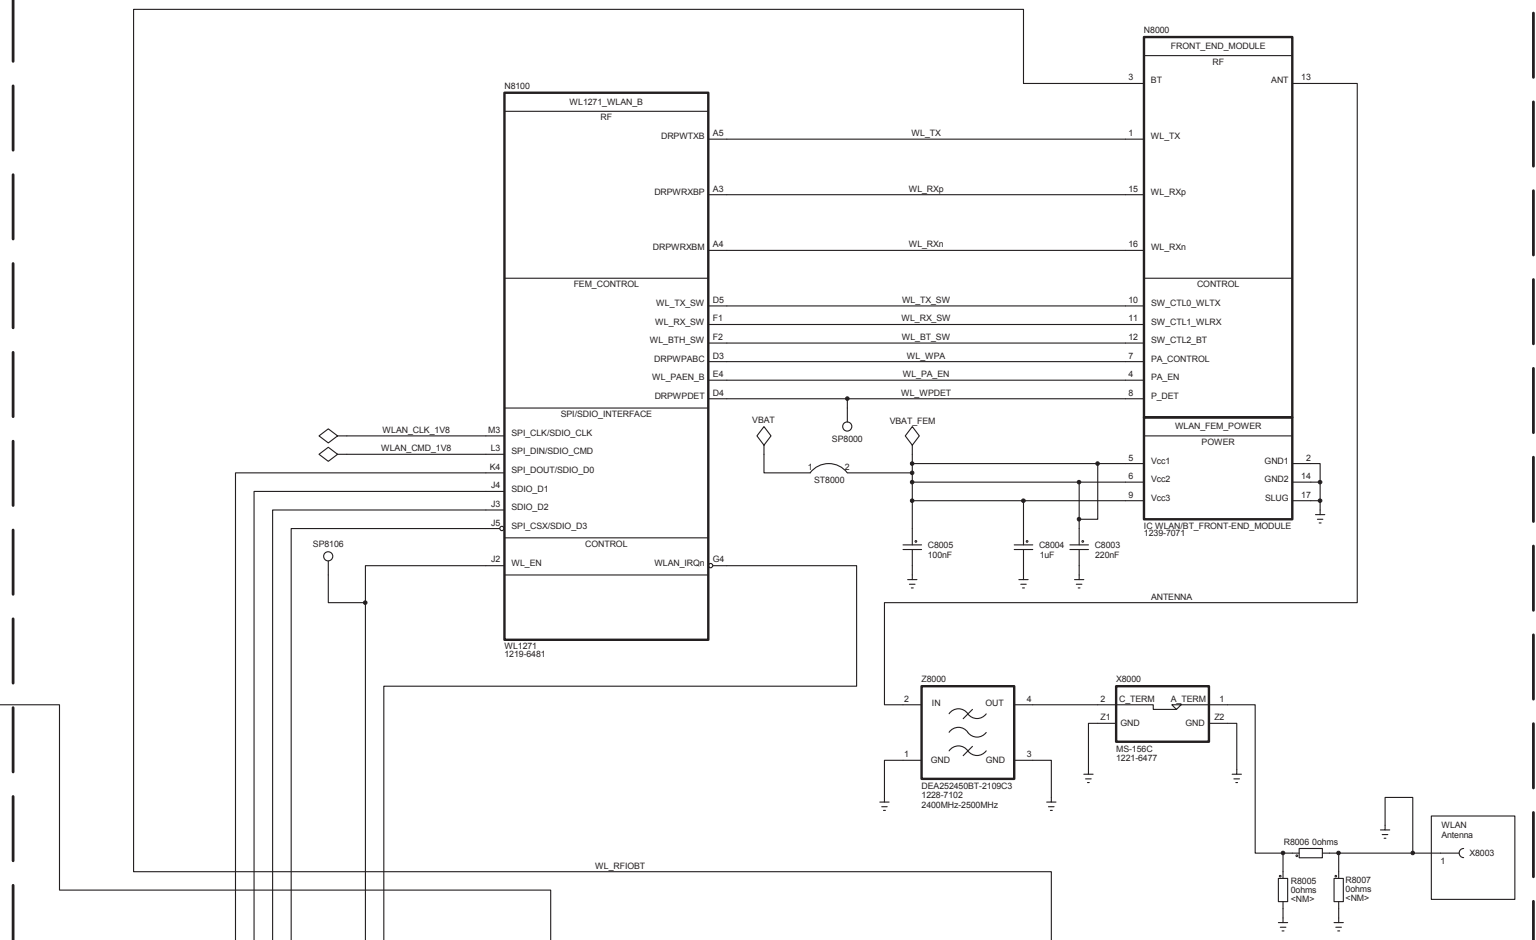 N8000
FRONT_END_MODULE
RF
3 BT
ANT 13
N8100
WL1271_WLAN_B
RF
DRPWTXB A5 WL_TX 1 WL_TX
DRPWRXBP A3 WL_RXp 15 WL_RXp
DRPWRXBM A4 WL_RXn 16 WL_RXn
FEM_CONTROL
CONTROL
WL_TX_SW D5 WL_TX_SW 10 SW_CTL0_WLTX
WL_RX_SW F1 WL_RX_SW 11 SW_CTL1_WLRX
WL_BTH_SW F2 WL_BT_SW 12 SW_CTL2_BT
DRPWPABC D3 WL_WPA 7 PA_CONTROL
WL_PAEN_B E4 WL_PA_EN 4 PA_EN
DRPWPDET D4 WL_WPDET 8 P_DET
SPI/SDIO_INTERFACE
WLAN_CLK_1V8 M3 SPI_CLK/SDIO_CLK
WLAN_CMD_1V8 L3 SPI_DIN/SDIO_CMD
K4 SPI_DOUT/SDIO_D0
J4 SDIO_D1
J3 SDIO_D2
J5 SPI_CSX/SDIO_D3
SP8106
CONTROL
J2 WL_EN
WLAN_IRQn G4
WL1271
1219-6481
SP8000
VBAT
VBAT_FEM
1 2
ST8000
WLAN_FEM_POWER
POWER
5 Vcc1 GND1 2
6 Vcc2 GND2 14
9 Vcc3 SLUG 17
IC WLAN/BT_FRONT-END_MODULE
1239-7071
C8005
100nF
C8004
1uF
C8003
220nF
ANTENNA
Z8000
2 IN OUT 4
1 GND GND 3
DEA252450BT-2109C3
1228-7102
2400MHz-2500MHz
X8000
2 C_TERM A_TERM 1
Z1 GND GND Z2
MS-156C
1221-6477
WLAN
Antenna
1 X8003
R8006 0ohms
R8005
0ohms
<NM>
R8007
0ohms
<NM>
WL_RFIOBT